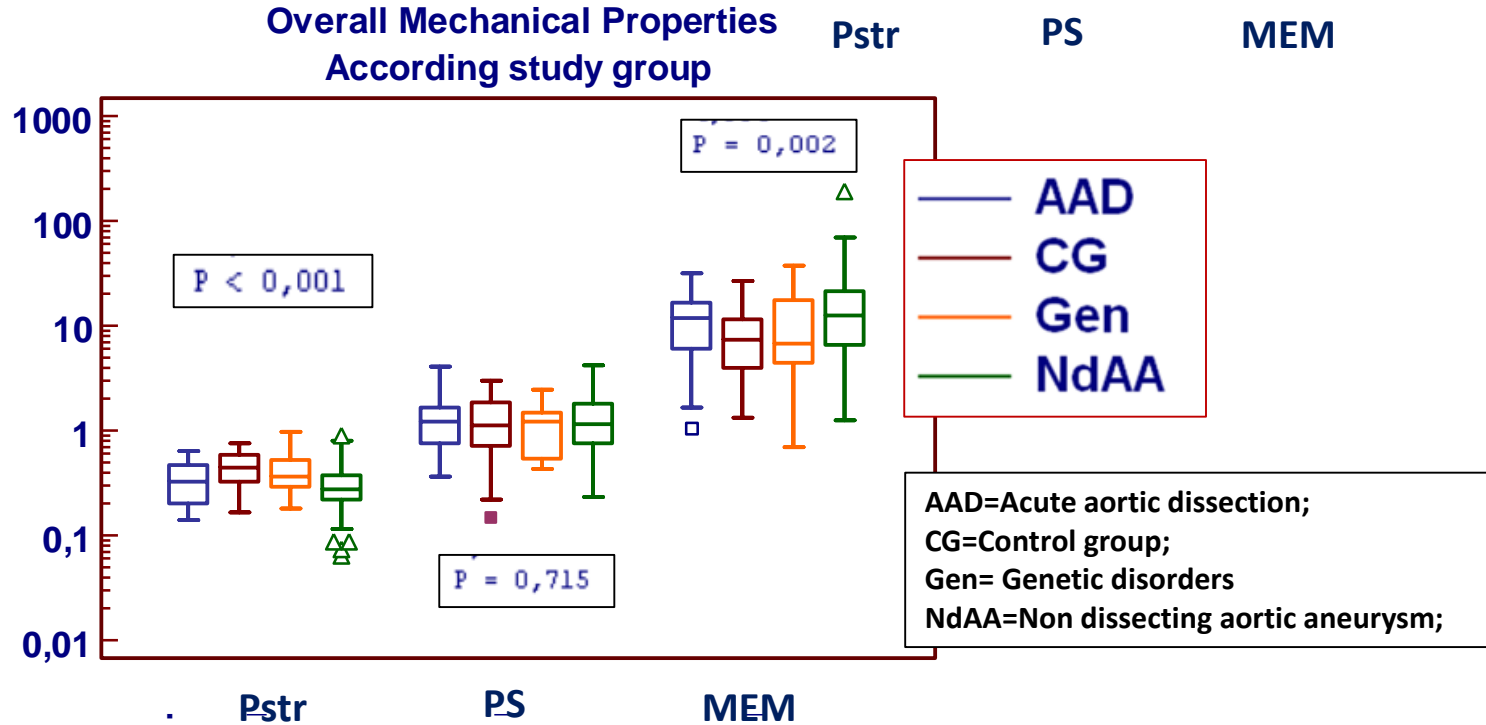 Overall Mechanical Properties
According study group
Pstr PS MEM
1000
100
10
1
0,1
0,01
P < 0,001
P = 0,715
P = 0,002
AAD
CG
Gen
NdAA
AAD=Acute aortic dissection;
CG=Control group;
Gen= Genetic disorders
NdAA=Non dissecting aortic aneurysm;
Pstr PS MEM